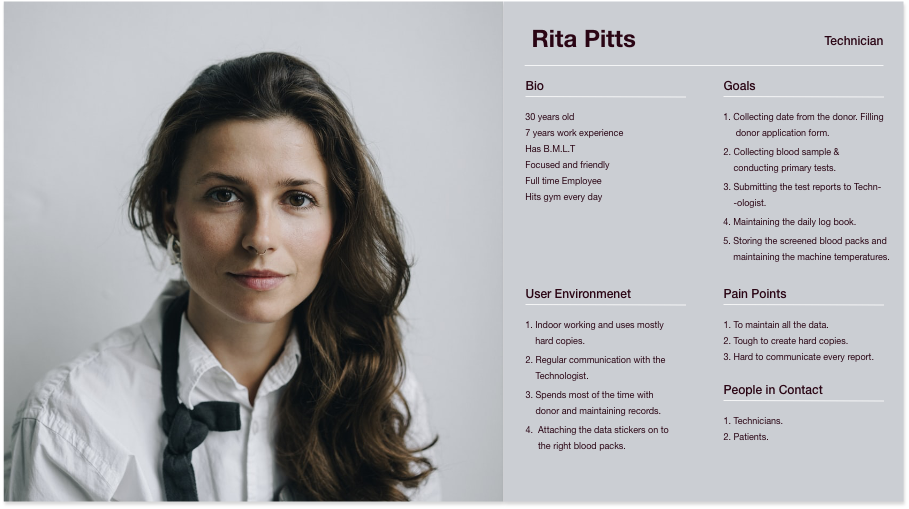 Rita Pitts
Technician
Bio
30 years old
7 years work experience
Has B.M.L.T
Focused and friendly
Full time Employee
Hits gym every day
Goals
1. Collecting date from the donor. Filling
donor application form.
2. Collecting blood sample &
conducting primary tests.
3. Submitting the test reports to Techn-
-ologist.
4. Maintaining the daily log book.
5. Storing the screened blood packs and
maintaining the machine temperatures.
User Environmenet
1. Indoor working and uses mostly
hard copies.
2. Regular communication with the
Technologist.
3. Spends most of the time with
donor and maintaining records.
4. Attaching the data stickers on to
the right blood packs.
Pain Points
1. To maintain all the data.
2. Tough to create hard copies.
3. Hard to communicate every report.
People in Contact
1. Technicians.
2. Patients.